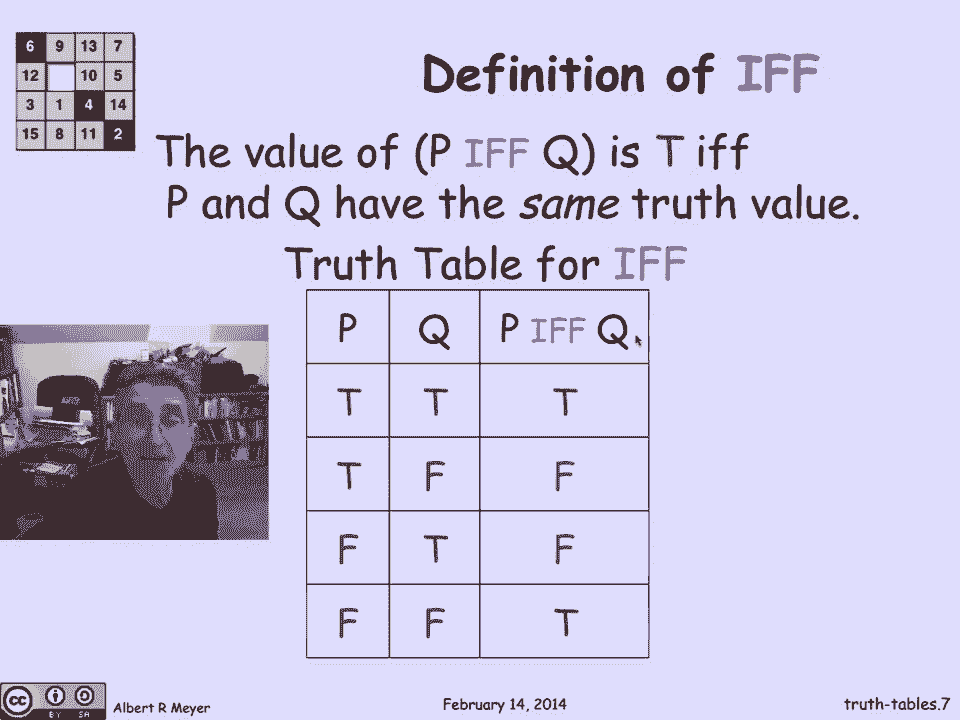 6 9 13 7
12 10 5
3 1 4 14
15 8 11 2
Definition of IFF
The value of (P IFF Q) is T iff
P and Q have the same truth value.
Truth Table for IFF
P Q P IFF Q
T T T
T F F
F T F
F F T
cc BY SA
Albert R Meyer
February 14, 2014
truth-tables.7